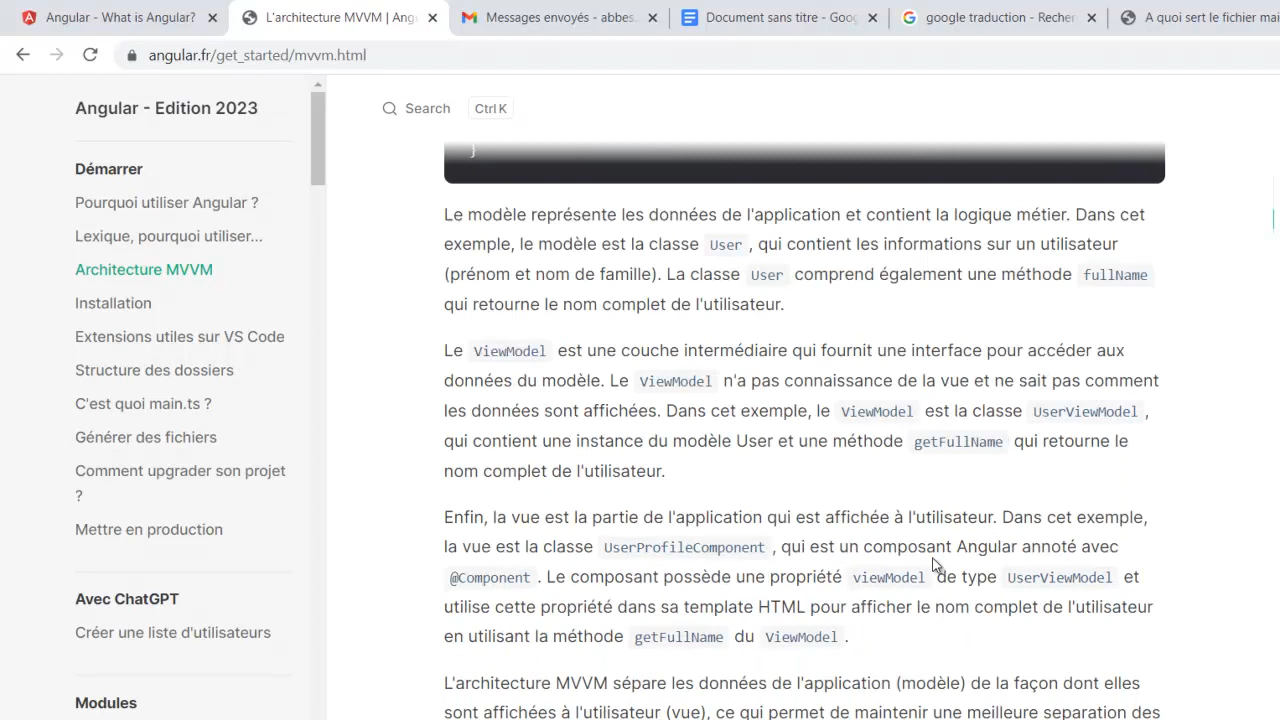 Angular - What is Angular?
L'architecture MVVM | Ang
Messages envoyés - abbes.
Document sans titre - Goog
google traduction - Recher
A quoi sert le fichier mai
angular.fr/get_started/mvvm.html
Angular - Edition 2023
Démarrer
Pourquoi utiliser Angular ?
Lexique, pourquoi utiliser...
Architecture MVVM
Installation
Extensions utiles sur VS Code
Structure des dossiers
C'est quoi main.ts ?
Générer des fichiers
Comment upgrader son projet
?
Mettre en production
Avec ChatGPT
Créer une liste d'utilisateurs
Modules
Search Ctrl K
}
Le modèle représente les données de l'application et contient la logique métier. Dans cet
exemple, le modèle est la classe User, qui contient les informations sur un utilisateur
(prénom et nom de famille). La classe User comprend également une méthode fullName
qui retourne le nom complet de l'utilisateur.
Le ViewModel est une couche intermédiaire qui fournit une interface pour accéder aux
données du modèle. Le ViewModel n'a pas connaissance de la vue et ne sait pas comment
les données sont affichées. Dans cet exemple, le ViewModel est la classe UserViewModel,
qui contient une instance du modèle User et une méthode getFullName qui retourne le
nom complet de l'utilisateur.
Enfin, la vue est la partie de l'application qui est affichée à l'utilisateur. Dans cet exemple,
la vue est la classe UserProfileComponent, qui est un composant Angular annoté avec
@Component. Le composant possède une propriété viewModel de type UserViewModel et
utilise cette propriété dans sa template HTML pour afficher le nom complet de l'utilisateur
en utilisant la méthode getFullName du ViewModel.
L'architecture MVVM sépare les données de l'application (modèle) de la façon dont elles
sont affichées à l'utilisateur (vue), ce qui permet de maintenir une meilleure séparation des